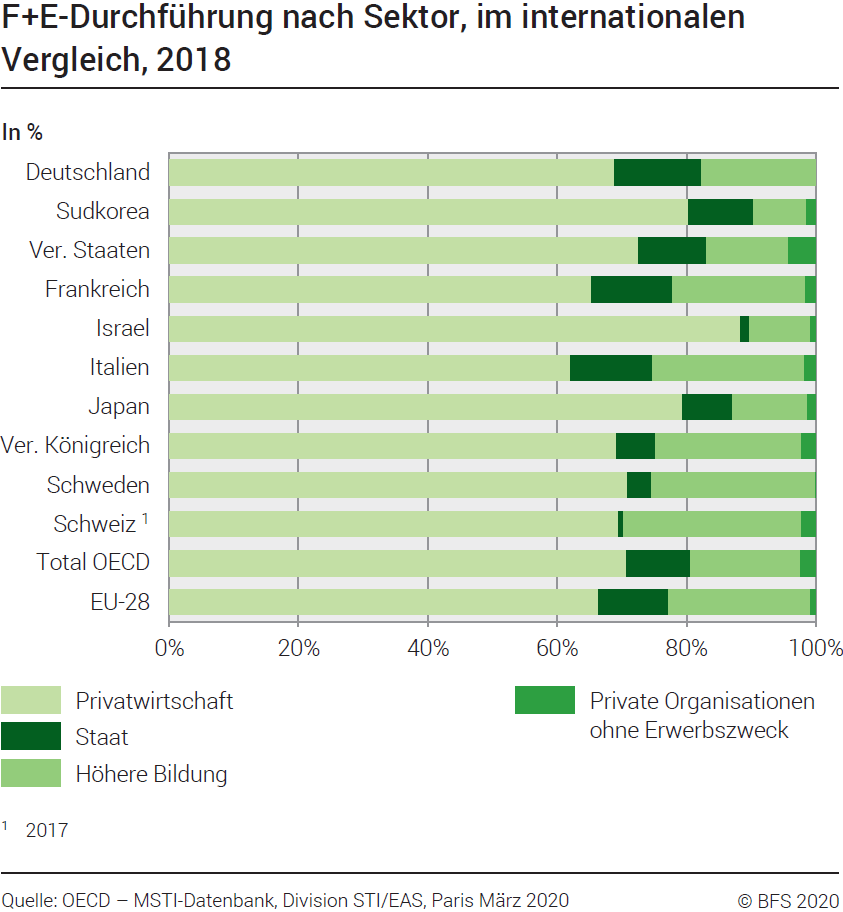 F+E-Durchführung nach Sektor, im internationalen
Vergleich, 2018
In %
Deutschland
Sudkorea
Ver. Staaten
Frankreich
Israel
Italien
Japan
Ver. Königreich
Schweden
Schweiz ¹
Total OECD
EU-28
0% 20% 40% 60% 80% 100%
Privatwirtschaft
Staat
Höhere Bildung
Private Organisationen
ohne Erwerbszweck
¹ 2017
Quelle: OECD – MSTI-Datenbank, Division STI/EAS, Paris März 2020
© BFS 2020